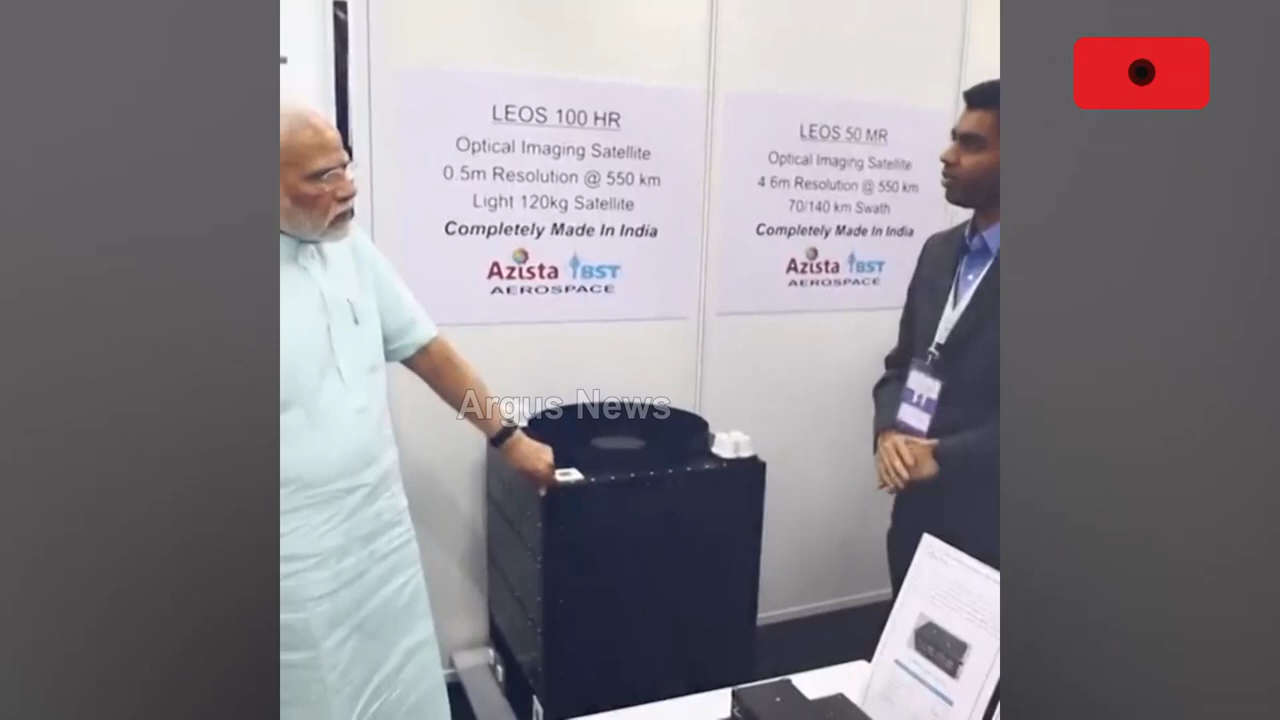 LEOS 100 HR
Optical Imaging Satellite
0.5m Resolution @ 550 km
Light 120kg Satellite
Completely Made In India
Azista BST
AEROSPACE
LEOS 50 MR
Optical Imaging Satellite
4 6m Resolution @ 550 km
70/140 km Swath
Completely Made In India
Azista BST
AEROSPACE
Argus News